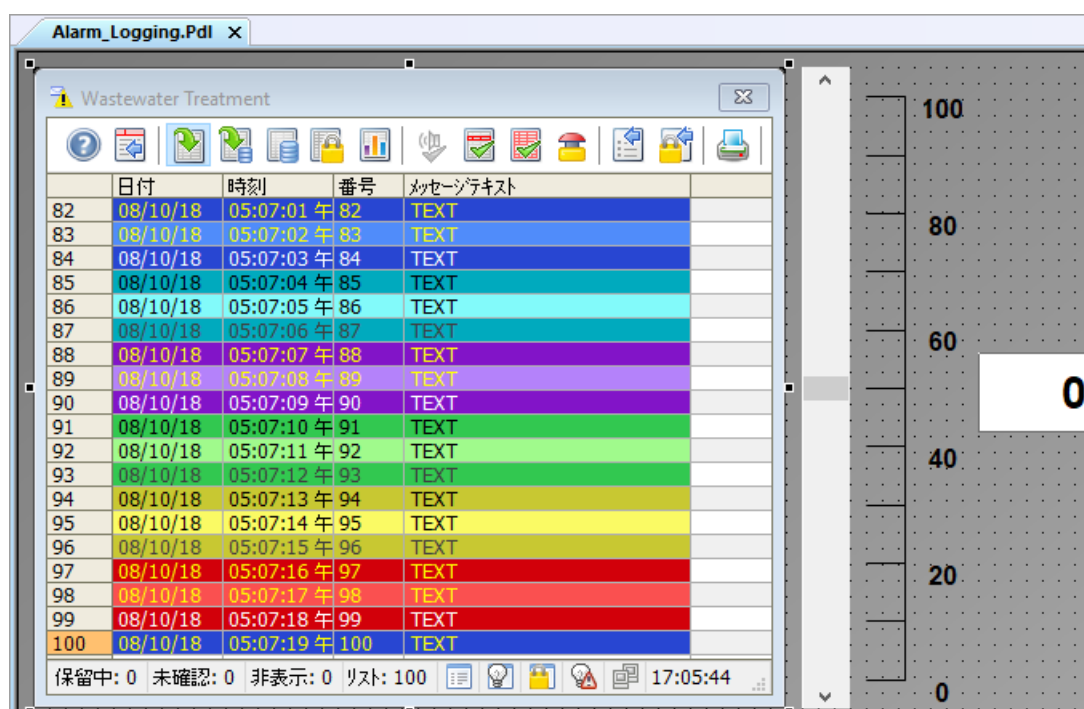 Alarm_Logging.Pdl X
Wastewater Treatment
日付 時刻 番号 メッセージテキスト
82 08/10/18 05:07:01 午 82 TEXT
83 08/10/18 05:07:02 午 83 TEXT
84 08/10/18 05:07:03 午 84 TEXT
85 08/10/18 05:07:04 午 85 TEXT
86 08/10/18 05:07:05 午 86 TEXT
87 08/10/18 05:07:06 午 87 TEXT
88 08/10/18 05:07:07 午 88 TEXT
89 08/10/18 05:07:08 午 89 TEXT
90 08/10/18 05:07:09 午 90 TEXT
91 08/10/18 05:07:10 午 91 TEXT
92 08/10/18 05:07:11 午 92 TEXT
93 08/10/18 05:07:12 午 93 TEXT
94 08/10/18 05:07:13 午 94 TEXT
95 08/10/18 05:07:14 午 95 TEXT
96 08/10/18 05:07:15 午 96 TEXT
97 08/10/18 05:07:16 午 97 TEXT
98 08/10/18 05:07:17 午 98 TEXT
99 08/10/18 05:07:18 午 99 TEXT
100 08/10/18 05:07:19 午 100 TEXT
保留中: 0 未確認: 0 非表示: 0 リスト: 100 17:05:44
100
80
60
0
40
20
0